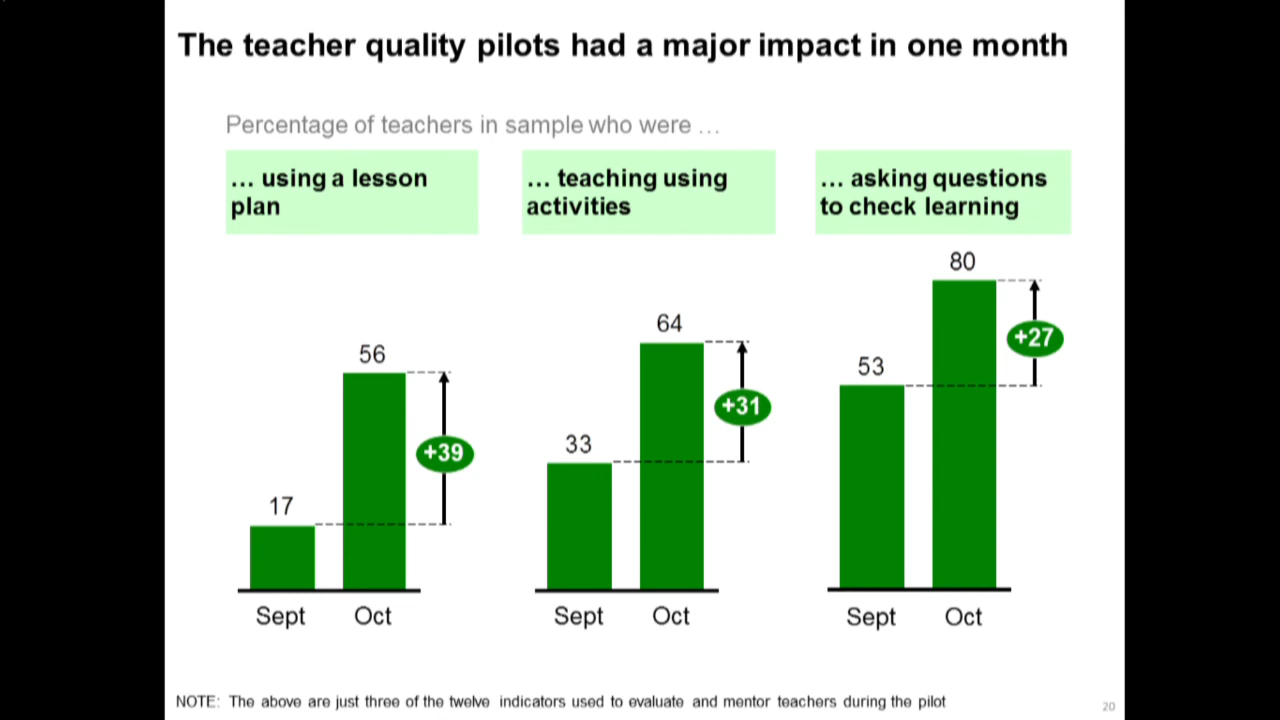 The teacher quality pilots had a major impact in one month
Percentage of teachers in sample who were …
… using a lesson
plan
… teaching using
activities
… asking questions
to check learning
17
56
+39
Sept
Oct
33
64
+31
Sept
Oct
53
80
+27
Sept
Oct
NOTE: The above are just three of the twelve indicators used to evaluate and mentor teachers during the pilot
20